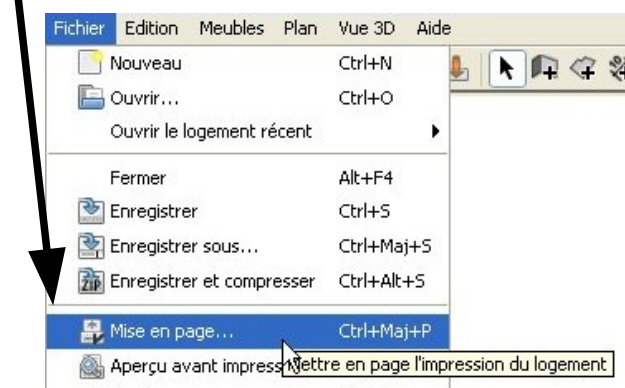 Fichier Edition Meubles Plan Vue 3D Aide
Nouveau Ctrl+N
Ouvrir... Ctrl+O
Ouvrir le logement récent
Fermer Alt+F4
Enregistrer Ctrl+S
Enregistrer sous... Ctrl+Maj+S
ZIP Enregistrer et compresser Ctrl+Alt+S
Mise en page... Ctrl+Maj+P
Aperçu avant impress Mettre en page l'impression du logement